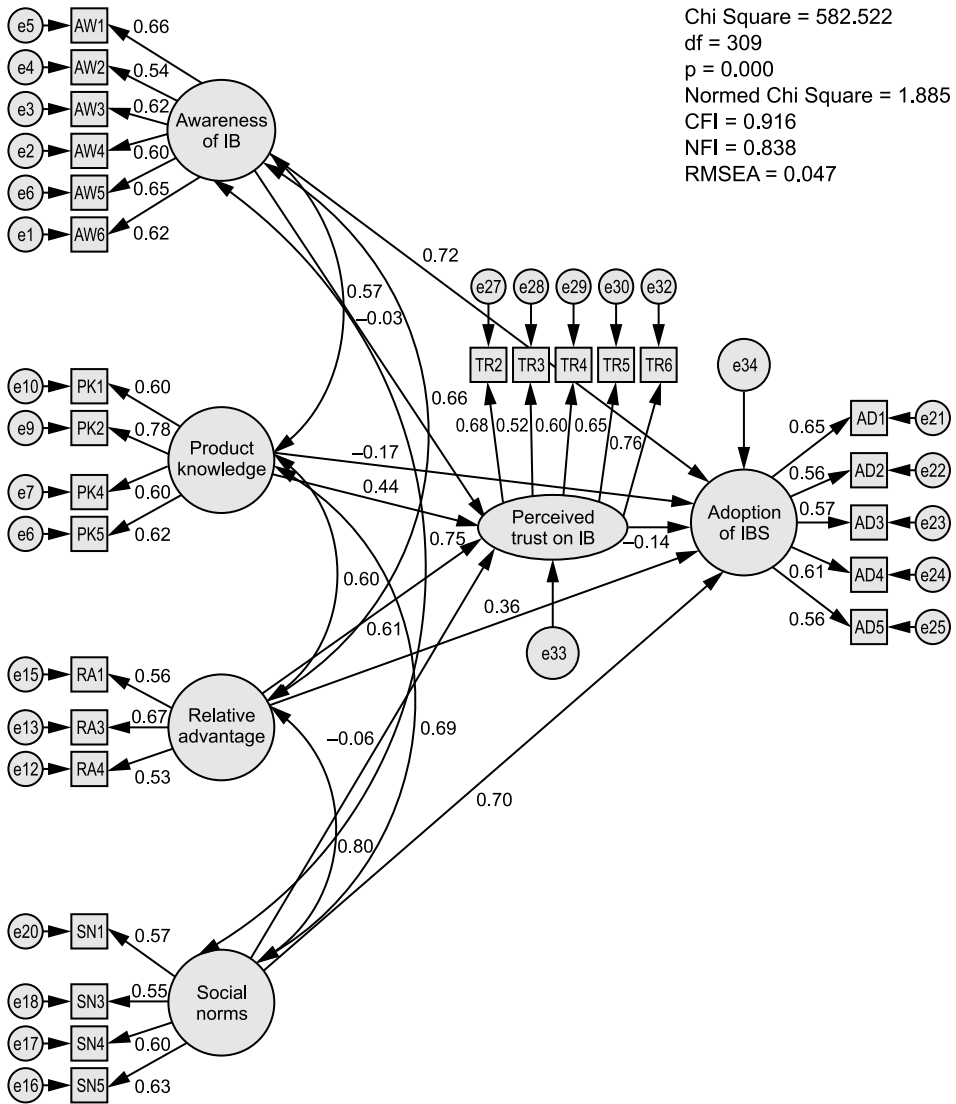 Chi Square = 582.522
df = 309
p = 0.000
Normed Chi Square = 1.885
CFI = 0.916
NFI = 0.838
RMSEA = 0.047
e5 AW1 0.66
e4 AW2 0.54
e3 AW3 0.62
e2 AW4 0.60
e6 AW5 0.65
e1 AW6 0.62
Awareness
of IB
0.72
0.57
–0.03
e27 e28 e29 e30 e32
TR2 TR3 TR4 TR5 TR6
0.68 0.52 0.60 0.65 0.76
e34
0.66
e10 PK1 0.60
e9 PK2 0.78
e7 PK4 0.60
e6 PK5 0.62
Product
knowledge
–0.17
0.44
0.75
0.60
0.61
Perceived
trust on IB
–0.14
0.36
e33
Adoption
of IBS
0.65 AD1 e21
0.56 AD2 e22
0.57 AD3 e23
0.61 AD4 e24
0.56 AD5 e25
e15 RA1 0.56
e13 RA3 0.67
e12 RA4 0.53
Relative
advantage
–0.06
0.69
0.70
0.80
e20 SN1 0.57
e18 SN3 0.55
e17 SN4 0.60
e16 SN5 0.63
Social
norms